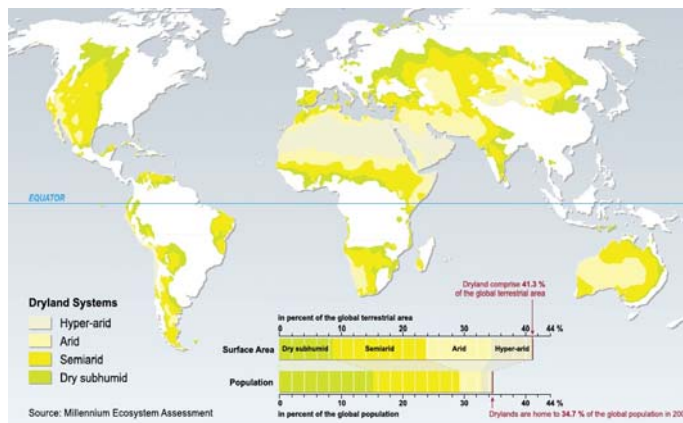 EQUATOR
Dryland comprise 41.3 %
of the global terrestrial area
Dryland Systems
Hyper-arid
Arid
Semiarid
Dry subhumid
in percent of the global terrestrial area
0 10 20 30 40 44 %
Surface Area
Dry subhumid Semiarid Arid Hyper-arid
Population
0 10 20 30 40 44 %
in percent of the global population
Drylands are home to 34.7 % of the global population in 200
Source: Millennium Ecosystem Assessment